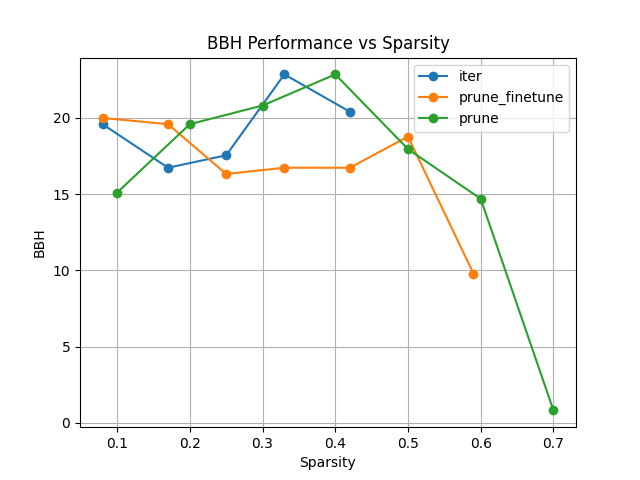 BBH Performance vs Sparsity
iter
prune_finetune
prune
BBH
20
15
10
5
0
0.1 0.2 0.3 0.4 0.5 0.6 0.7
Sparsity